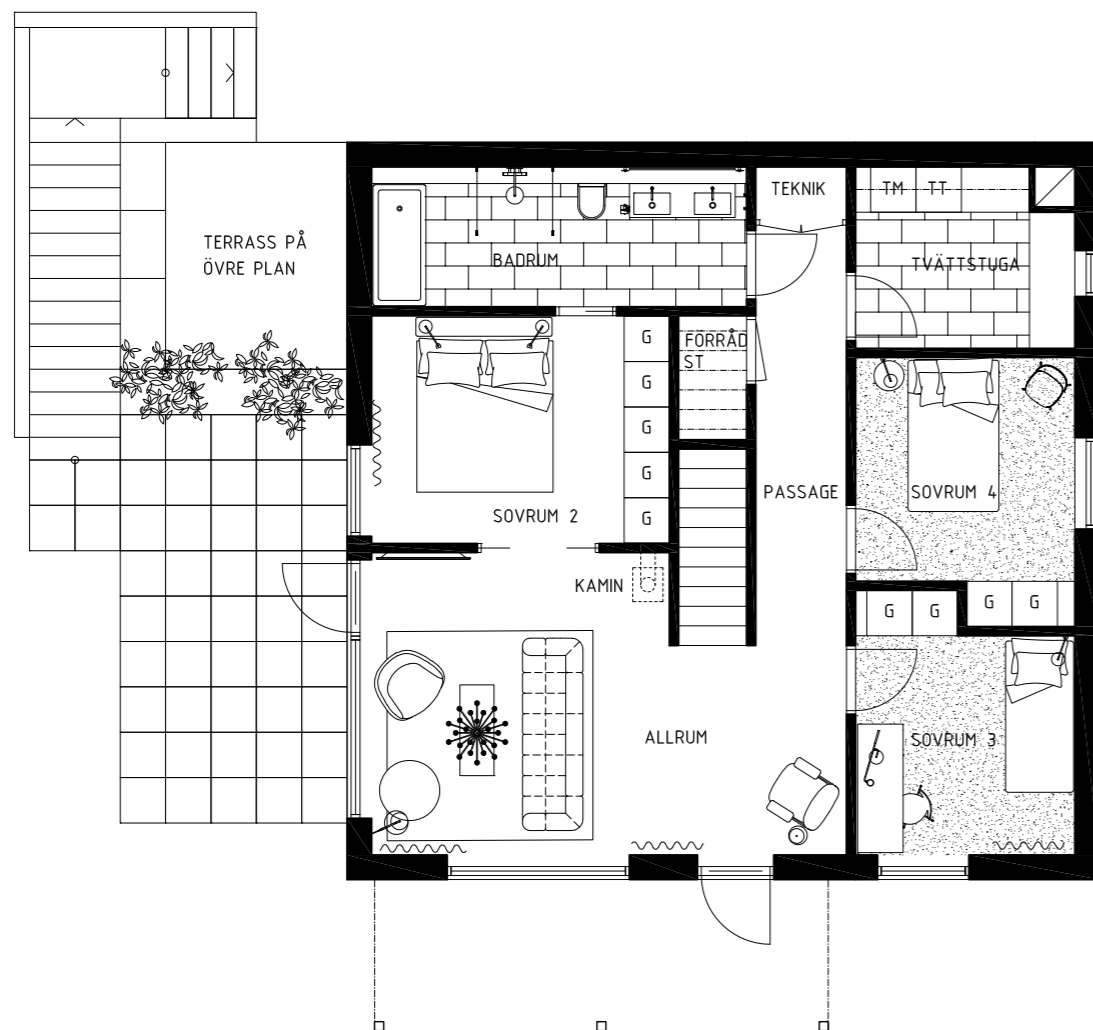 TEKNIK
TM TT
TERRASS PÅ
ÖVRE PLAN
BADRUM
TVÄTTSTUGA
FÖRRÅD
ST
G
G
G
G
G
SOVRUM 2
PASSAGE
SOVRUM 4
KAMIN
G G
G G
ALLRUM
SOVRUM 3